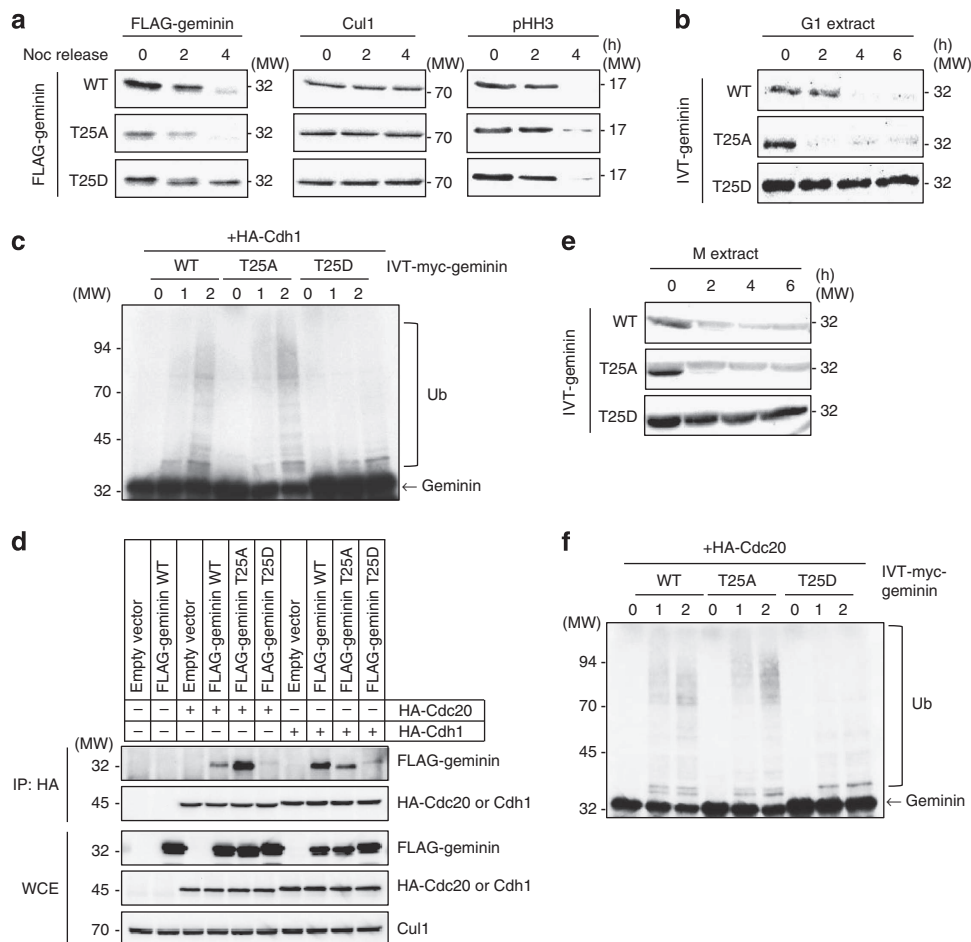 a
FLAG-geminin Cul1 pHH3
Noc release 0 2 4 (MW) 0 2 4 (MW) 0 2 4 (h) (MW)
FLAG-geminin
WT 32 70 17
T25A 32 70 17
T25D 32 70 17
b
G1 extract
0 2 4 6 (h) (MW)
IVT-geminin
WT 32
T25A 32
T25D 32
c
+HA-Cdh1
WT T25A T25D IVT-myc-geminin
(MW) 0 1 2 0 1 2 0 1 2
94
70
45
32
Ub
← Geminin
e
M extract
0 2 4 6 (h) (MW)
IVT-geminin
WT 32
T25A 32
T25D 32
d
Empty vector
FLAG-geminin WT
Empty vector
FLAG-geminin WT
FLAG-geminin T25A
FLAG-geminin T25D
Empty vector
FLAG-geminin WT
FLAG-geminin T25A
FLAG-geminin T25D
− − + + + + − − − − HA-Cdc20
− − − − − − + + + + HA-Cdh1
(MW)
IP: HA
32 FLAG-geminin
45 HA-Cdc20 or Cdh1
WCE
32 FLAG-geminin
45 HA-Cdc20 or Cdh1
70 Cul1
f
+HA-Cdc20
WT T25A T25D IVT-myc-
geminin
0 1 2 0 1 2 0 1 2
(MW)
94
70
45
32
Ub
← Geminin